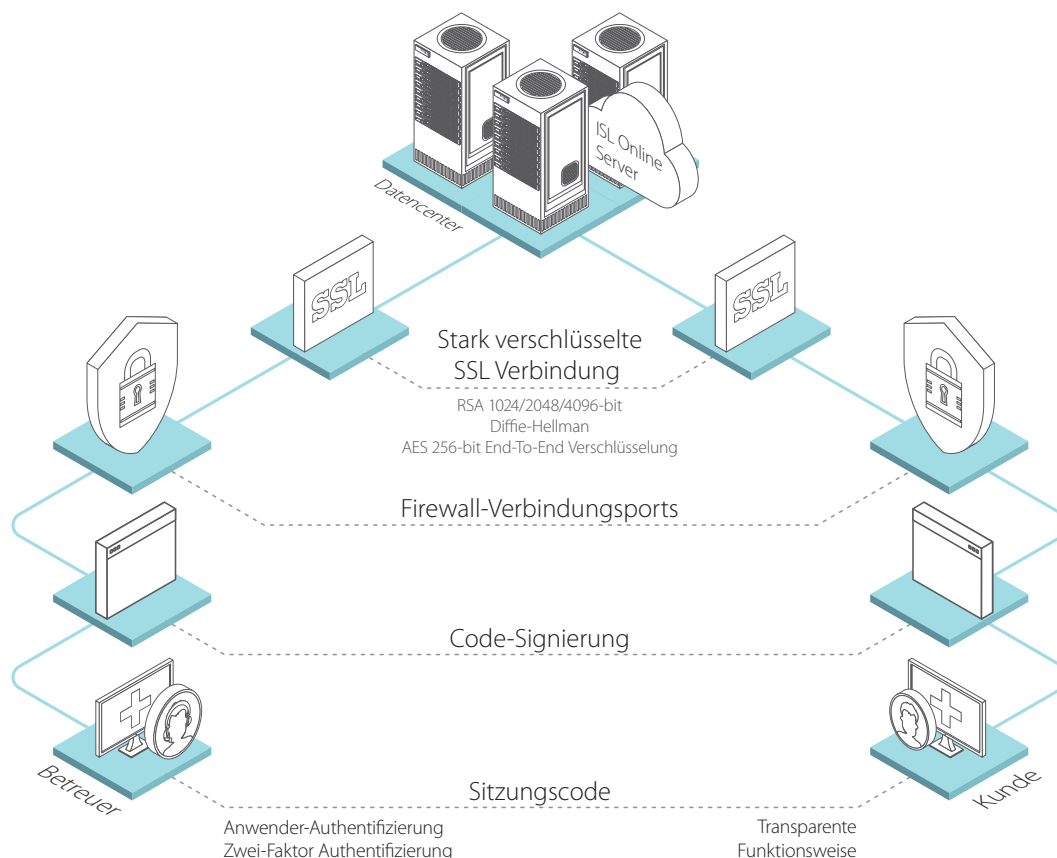 ISL Online
Server
Datencenter
SSL
SSL
Stark verschlüsselte
SSL Verbindung
RSA 1024/2048/4096-bit
Diffie-Hellman
AES 256-bit End-To-End Verschlüsselung
Firewall-Verbindungsports
Code-Signierung
Betreuer
Kunde
Sitzungscode
Anwender-Authentifizierung
Zwei-Faktor Authentifizierung
Transparente
Funktionsweise